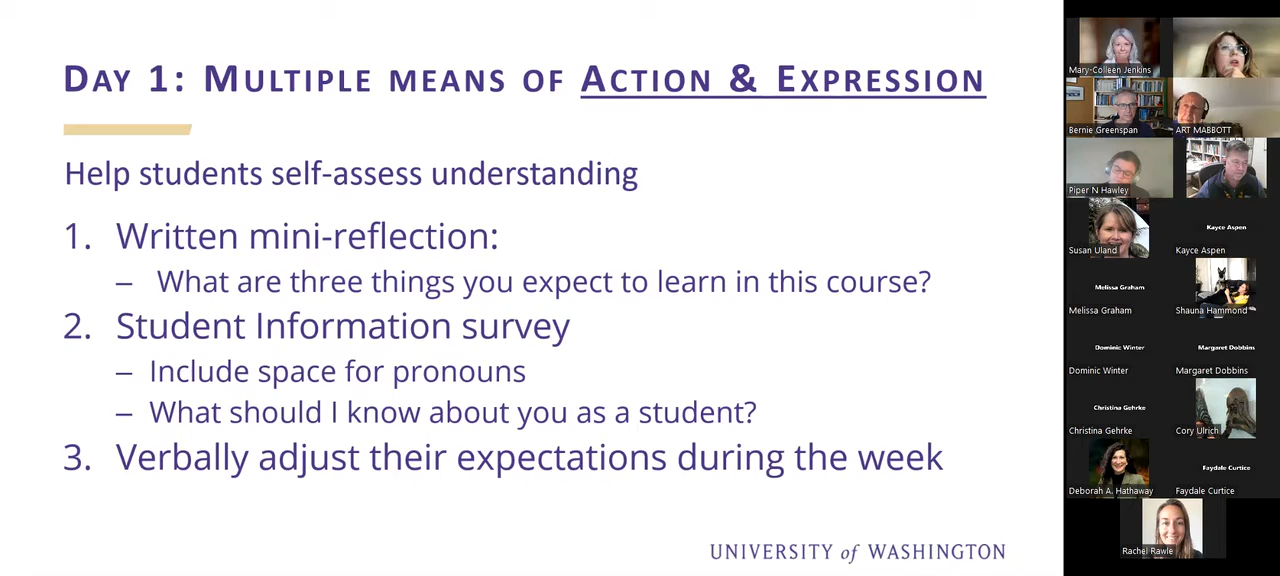 DAY 1: MULTIPLE MEANS OF ACTION & EXPRESSION
Help students self-assess understanding
1. Written mini-reflection:
– What are three things you expect to learn in this course?
2. Student Information survey
– Include space for pronouns
– What should I know about you as a student?
3. Verbally adjust their expectations during the week
UNIVERSITY of WASHINGTON
Mary-Colleen Jenkins
Bernie Greenspan
ART MABBOTT
Piper N Hawley
Susan Uland
Kayce Aspen
Kayce Aspen
Melissa Graham
Melissa Graham
Shauna Hammond
Dominic Winter
Dominic Winter
Margaret Dobbins
Margaret Dobbins
Christina Gehrke
Christina Gehrke
Cory Ulrich
Deborah A. Hathaway
Faydale Curtice
Faydale Curtice
Rachel Rawle